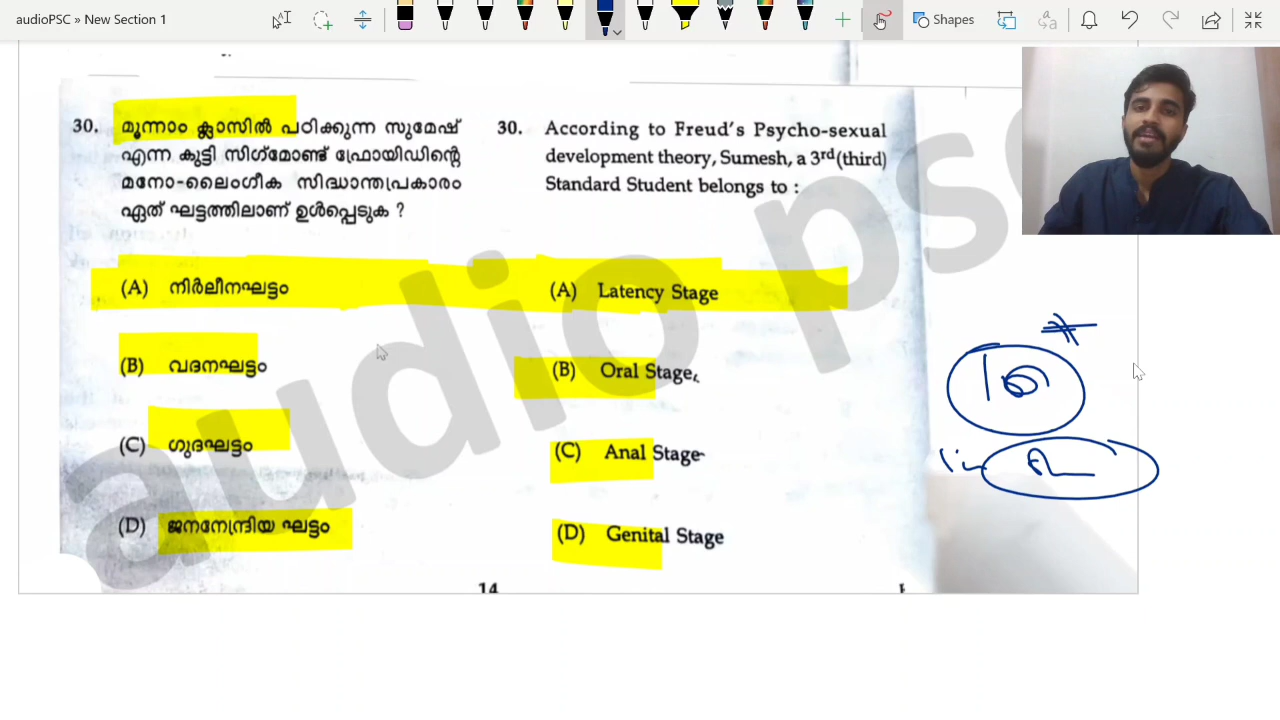 audioPSC » New Section 1
Shapes
30. മൂന്നാം ക്ലാസിൽ പഠിക്കുന്ന സുമേഷ്
എന്ന കുട്ടി സിഗ്മോണ്ട് ഫ്രോയിഡിന്റെ
മനോ-ലൈംഗീക സിദ്ധാന്തപ്രകാരം
ഏത് ഘട്ടത്തിലാണ് ഉൾപ്പെടുക ?
(A) നിർലീനഘട്ടം
(B) വദനഘട്ടം
(C) ഗുദഘട്ടം
(D) ജനനേന്ദ്രിയ ഘട്ടം
30. According to Freud's Psycho-sexual
development theory, Sumesh, a 3rd (third)
Standard Student belongs to :
(A) Latency Stage
(B) Oral Stage
(C) Anal Stage
(D) Genital Stage
14
audio psc